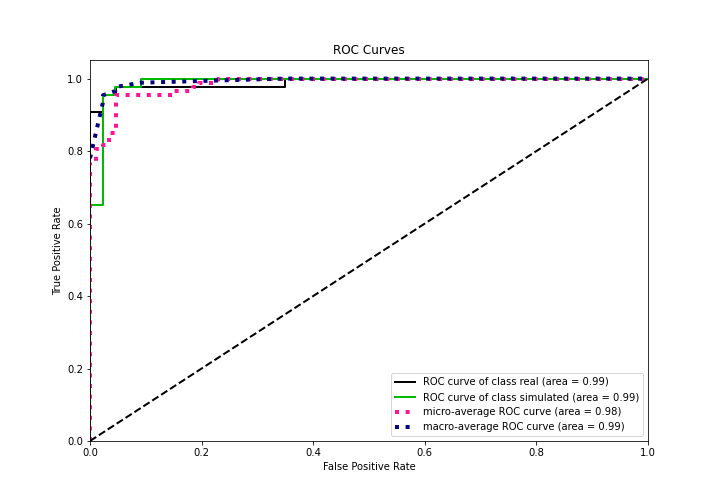 ROC Curves
True Positive Rate
1.0
0.8
0.6
0.4
0.2
0.0
0.0 0.2 0.4 0.6 0.8 1.0
False Positive Rate
ROC curve of class real (area = 0.99)
ROC curve of class simulated (area = 0.99)
micro-average ROC curve (area = 0.98)
macro-average ROC curve (area = 0.99)